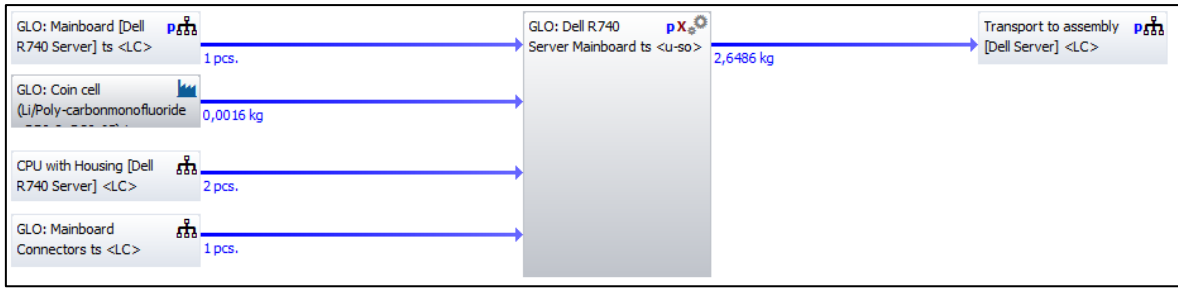 GLO: Mainboard [Dell
R740 Server] ts <LC>
p
1 pcs.
GLO: Coin cell
(Li/Poly-carbonmonofluoride
0,0016 kg
CPU with Housing [Dell
R740 Server] <LC>
2 pcs.
GLO: Mainboard
Connectors ts <LC>
1 pcs.
GLO: Dell R740
Server Mainboard ts <u-so>
p X
2,6486 kg
Transport to assembly
[Dell Server] <LC>
p